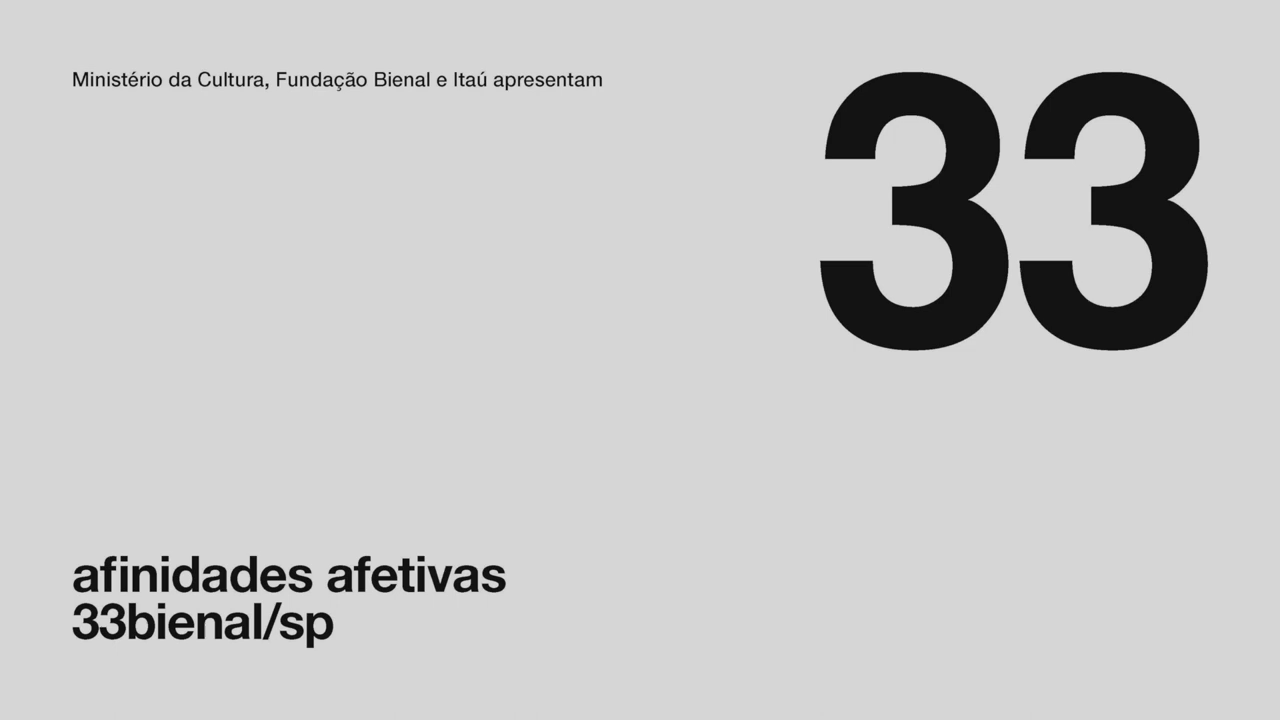 Ministério da Cultura, Fundação Bienal e Itaú apresentam
33
afinidades afetivas
33bienal/sp